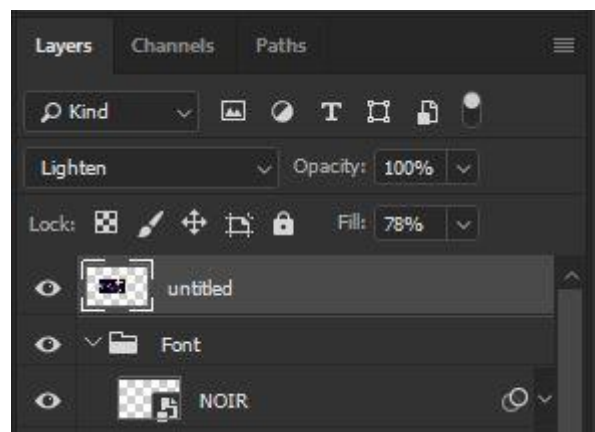 Layers Channels Paths
Kind T
Lighten Opacity: 100%
Lock: Fill: 78%
untitled
Font
NOIR